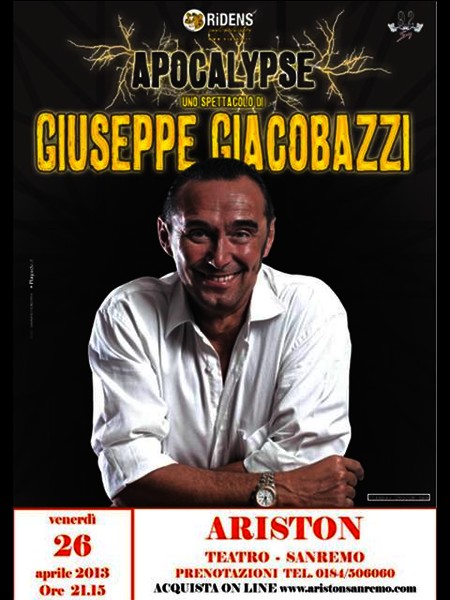 RiDENS
APOCALYPSE
(UNO SPETTACOLO DI)
GIUSEPPE GIACOBAZZI
venerdì
26
aprile 2013
Ore 21.15
ARISTON
TEATRO - SANREMO
PRENOTAZIONI TEL. 0184/506060
ACQUISTA ON LINE www.aristonsanremo.com